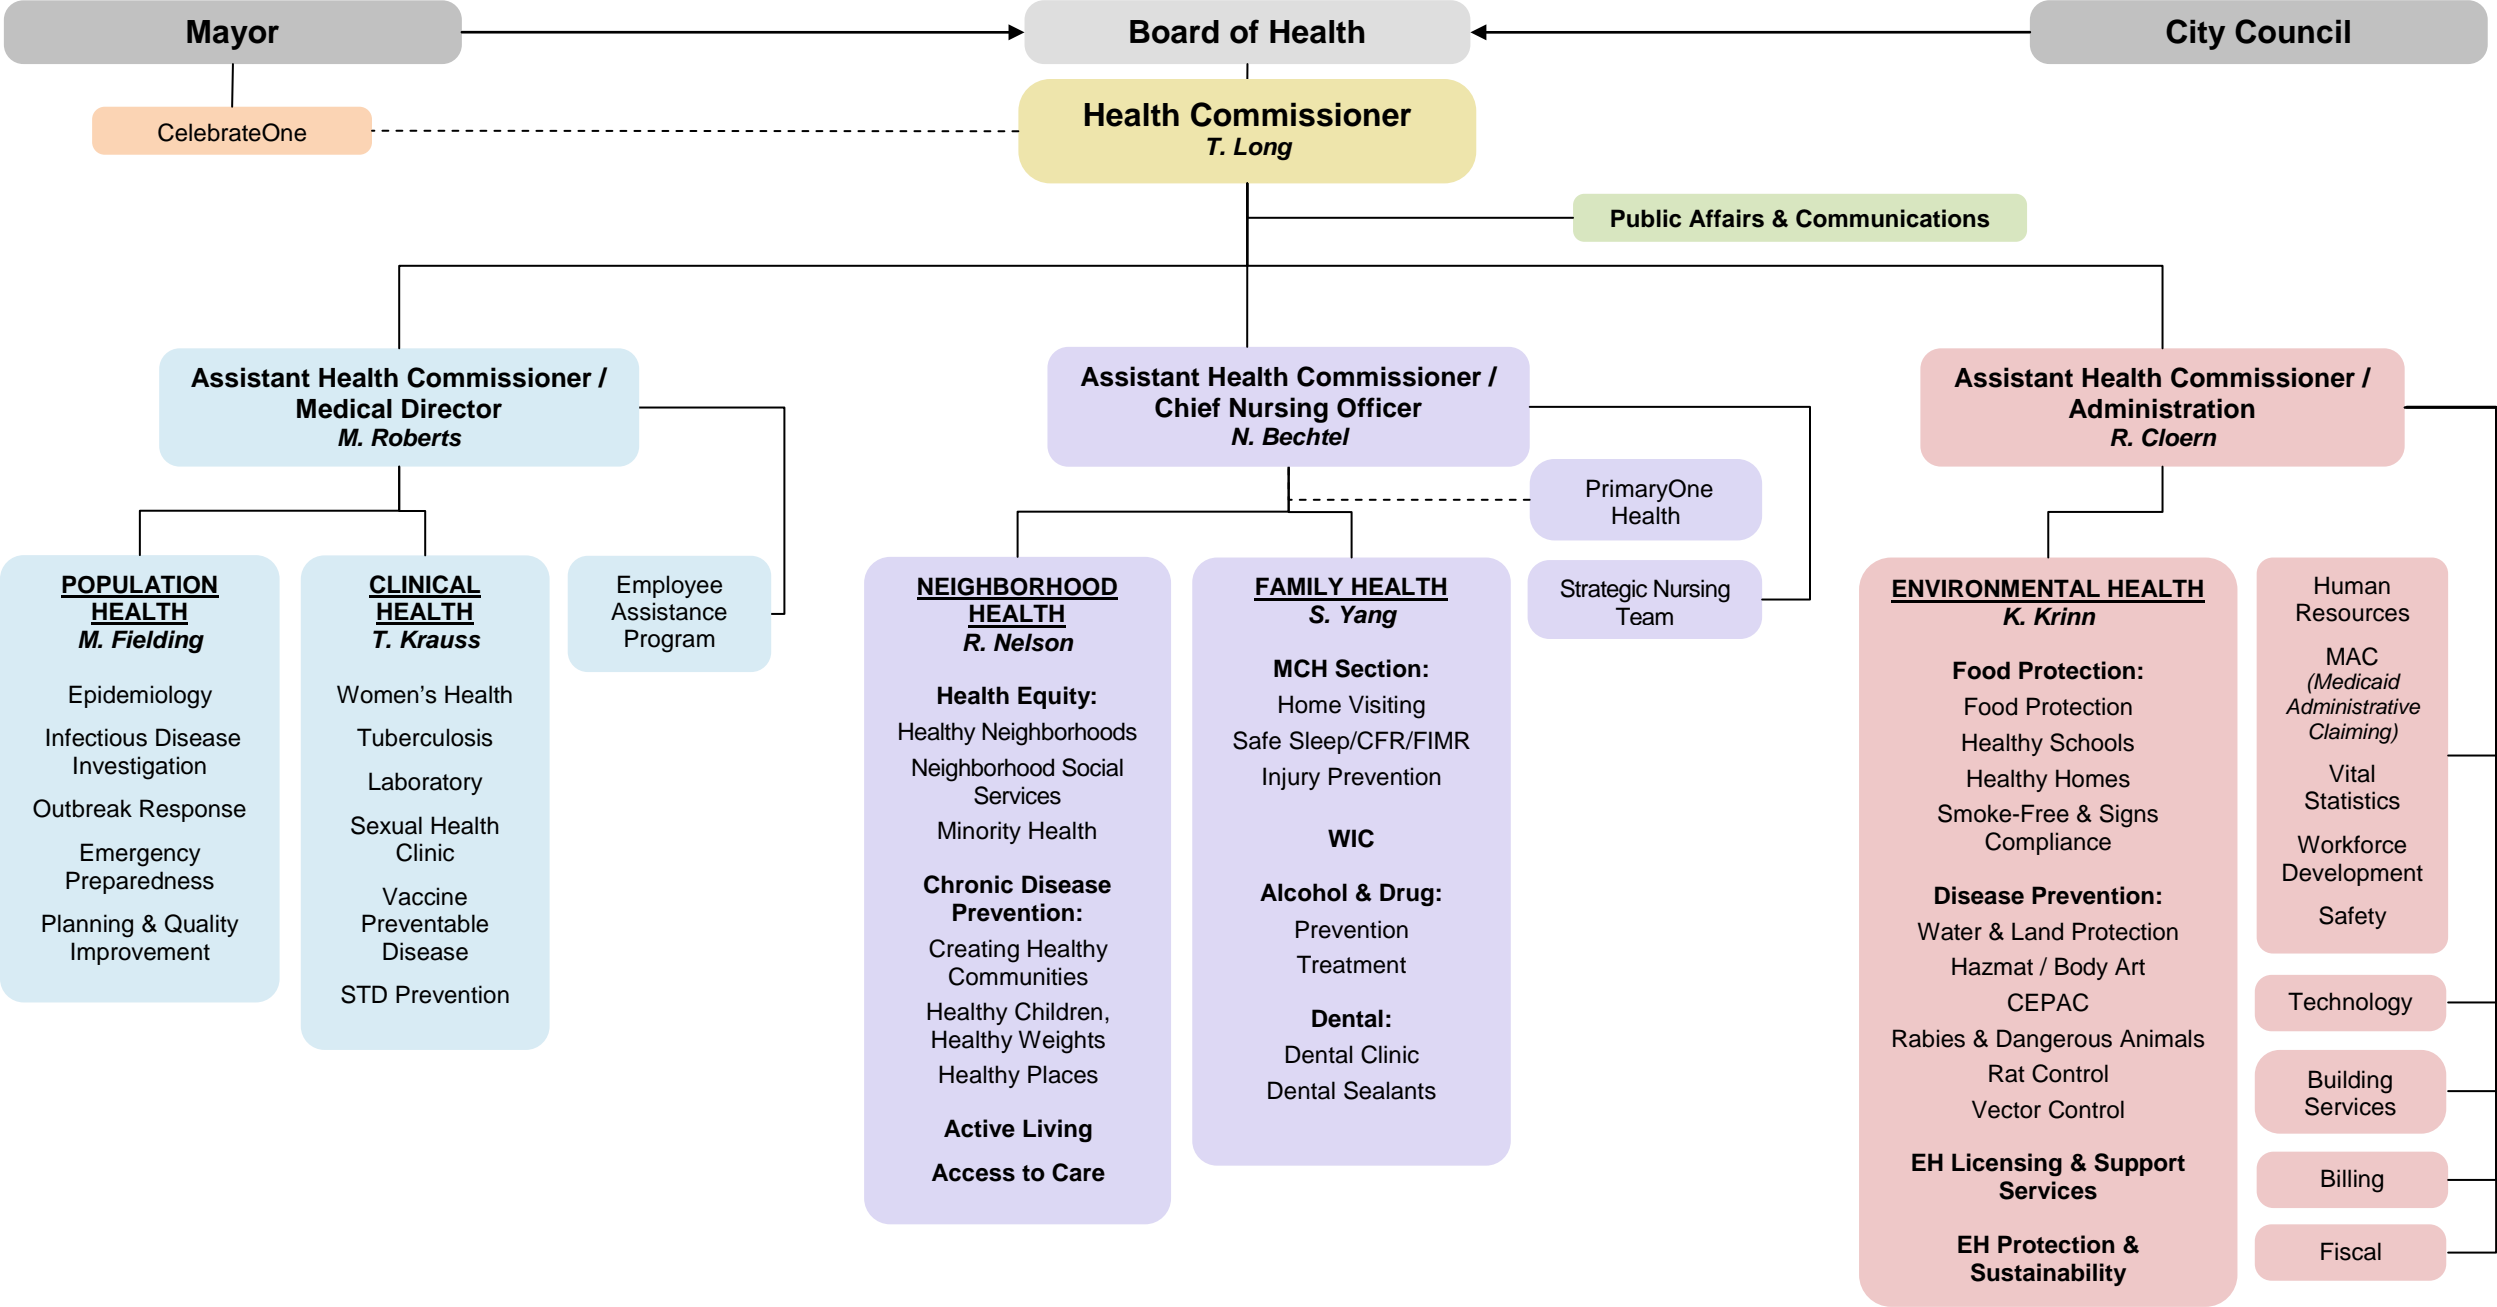 Mayor
Board of Health
City Council
CelebrateOne
Health Commissioner
T. Long
Public Affairs & Communications
Assistant Health Commissioner /
Medical Director
M. Roberts
Assistant Health Commissioner /
Chief Nursing Officer
N. Bechtel
Assistant Health Commissioner /
Administration
R. Cloern
PrimaryOne
Health
POPULATION
HEALTH
M. Fielding
Epidemiology
Infectious Disease
Investigation
Outbreak Response
Emergency
Preparedness
Planning & Quality
Improvement
CLINICAL
HEALTH
T. Krauss
Women’s Health
Tuberculosis
Laboratory
Sexual Health
Clinic
Vaccine
Preventable
Disease
STD Prevention
Employee
Assistance
Program
NEIGHBORHOOD
HEALTH
R. Nelson
Health Equity:
Healthy Neighborhoods
Neighborhood Social
Services
Minority Health
Chronic Disease
Prevention:
Creating Healthy
Communities
Healthy Children,
Healthy Weights
Healthy Places
Active Living
Access to Care
FAMILY HEALTH
S. Yang
MCH Section:
Home Visiting
Safe Sleep/CFR/FIMR
Injury Prevention
WIC
Alcohol & Drug:
Prevention
Treatment
Dental:
Dental Clinic
Dental Sealants
Strategic Nursing
Team
ENVIRONMENTAL HEALTH
K. Krinn
Food Protection:
Food Protection
Healthy Schools
Healthy Homes
Smoke-Free & Signs
Compliance
Disease Prevention:
Water & Land Protection
Hazmat / Body Art
CEPAC
Rabies & Dangerous Animals
Rat Control
Vector Control
EH Licensing & Support
Services
EH Protection &
Sustainability
Human
Resources
MAC
(Medicaid
Administrative
Claiming)
Vital
Statistics
Workforce
Development
Safety
Technology
Building
Services
Billing
Fiscal